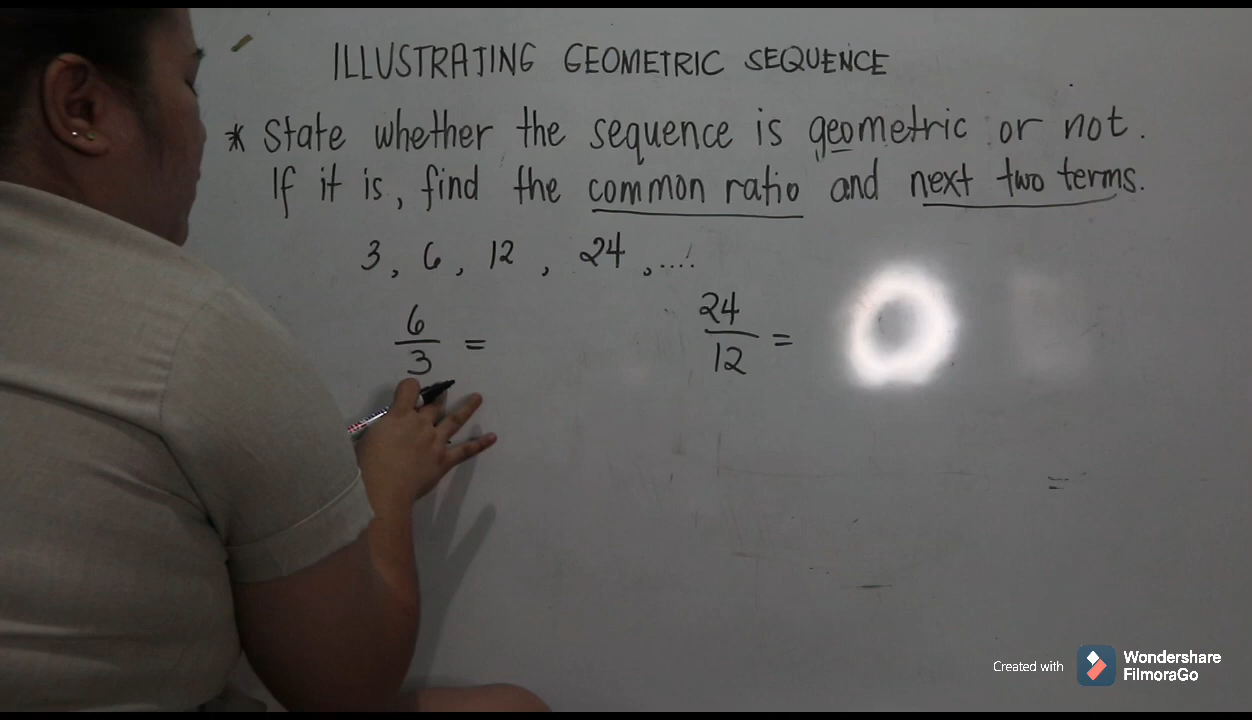 ILLUSTRATING GEOMETRIC SEQUENCE
* State whether the sequence is geometric or not.
If it is, find the common ratio and next two terms.
3, 6, 12, 24, ....
6/3 =
24/12 =
=
Created with Wondershare FilmoraGo